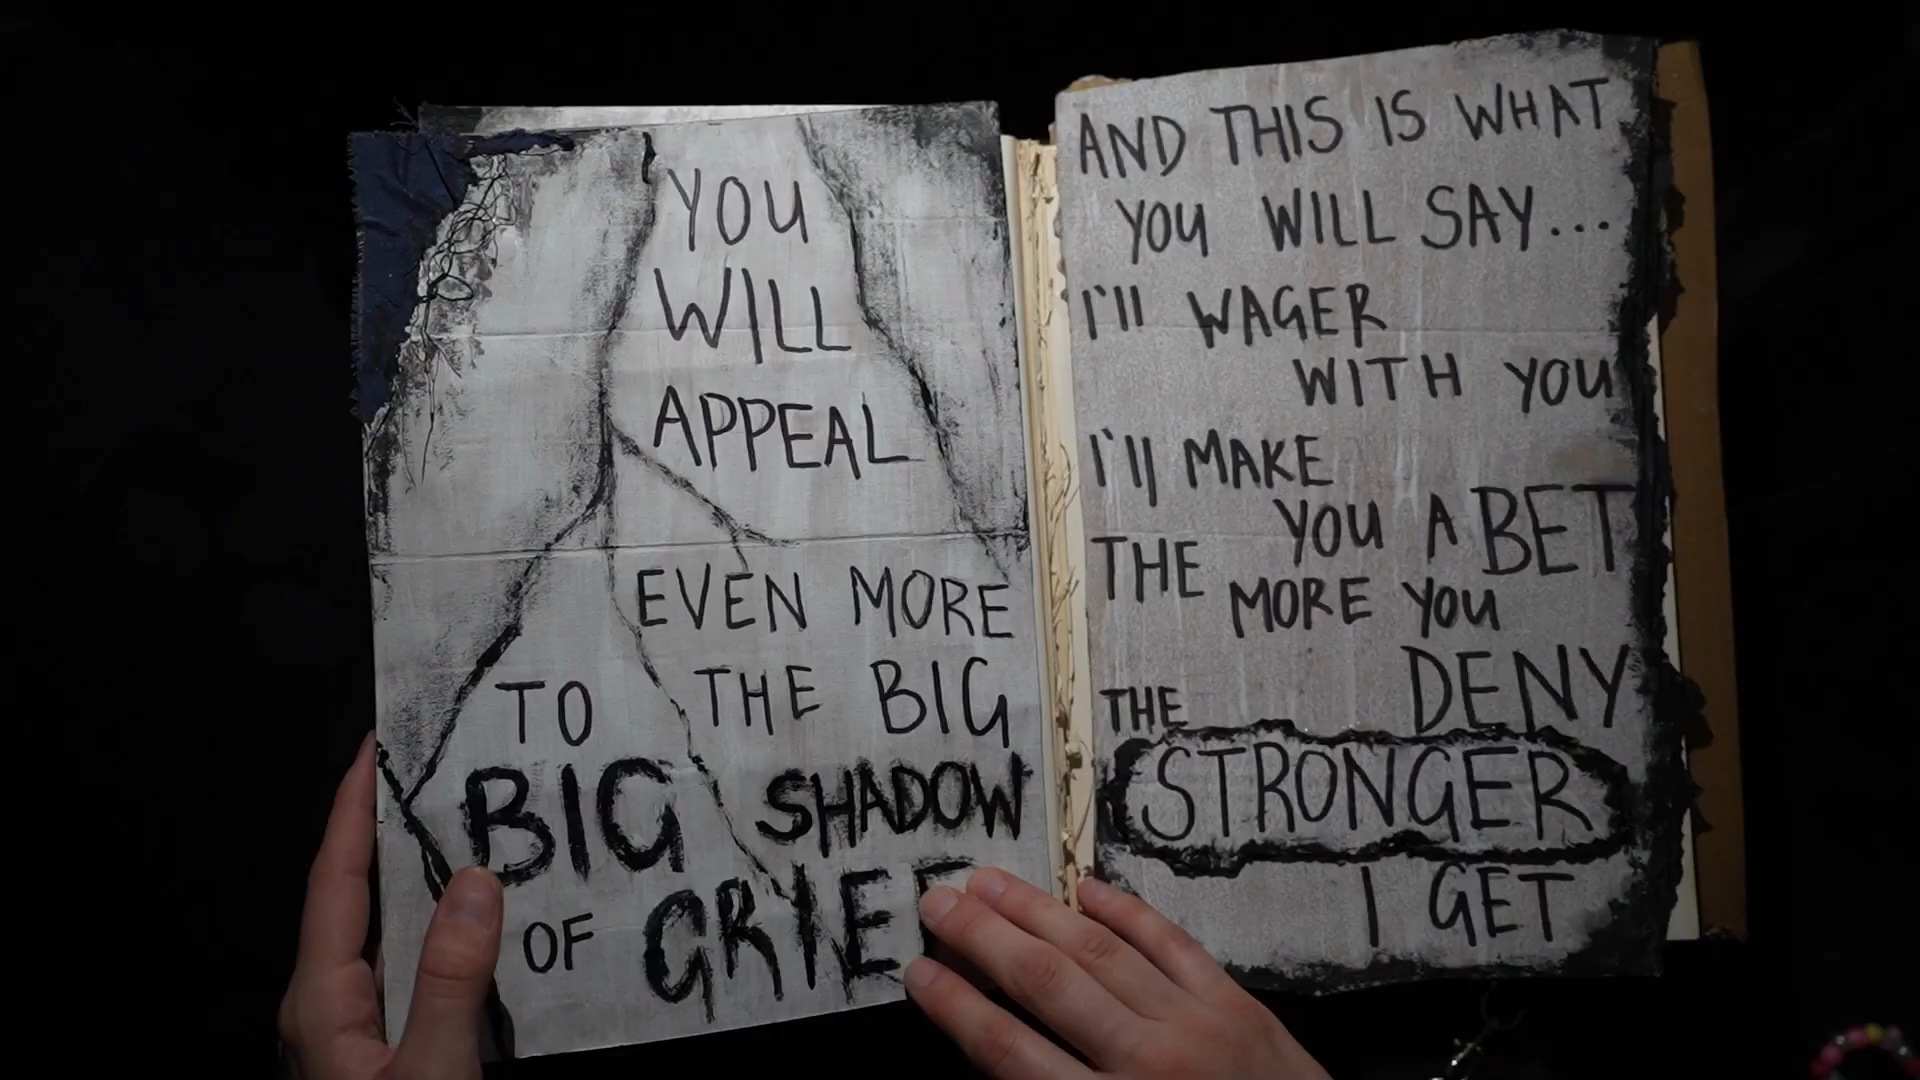 YOU
WILL
APPEAL
EVEN MORE
TO THE BIG
BIG SHADOW
OF GRIEF
AND THIS IS WHAT
YOU WILL SAY...
I'll WAGER
WITH YOU
I'll MAKE
YOU A BET
THE MORE YOU
DENY
THE
STRONGER
I GET